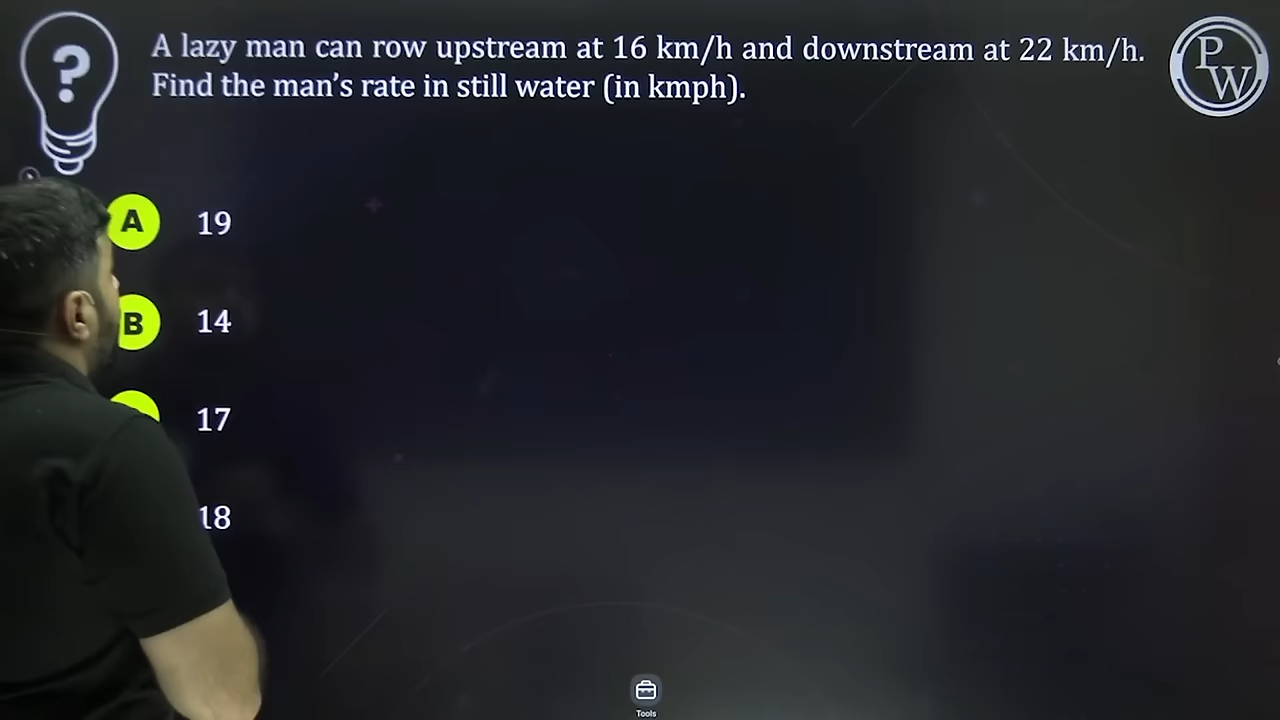 A lazy man can row upstream at 16 km/h and downstream at 22 km/h.
Find the man’s rate in still water (in kmph).
?
PW
A 19
B 14
17
18
Tools